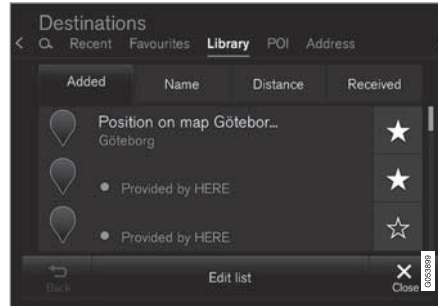 Destinations
Recent Favourites Library POI Address
Added Name Distance Received
Position on map Götebor...
Göteborg
Provided by HERE
Provided by HERE
Back Edit list Close
G053899